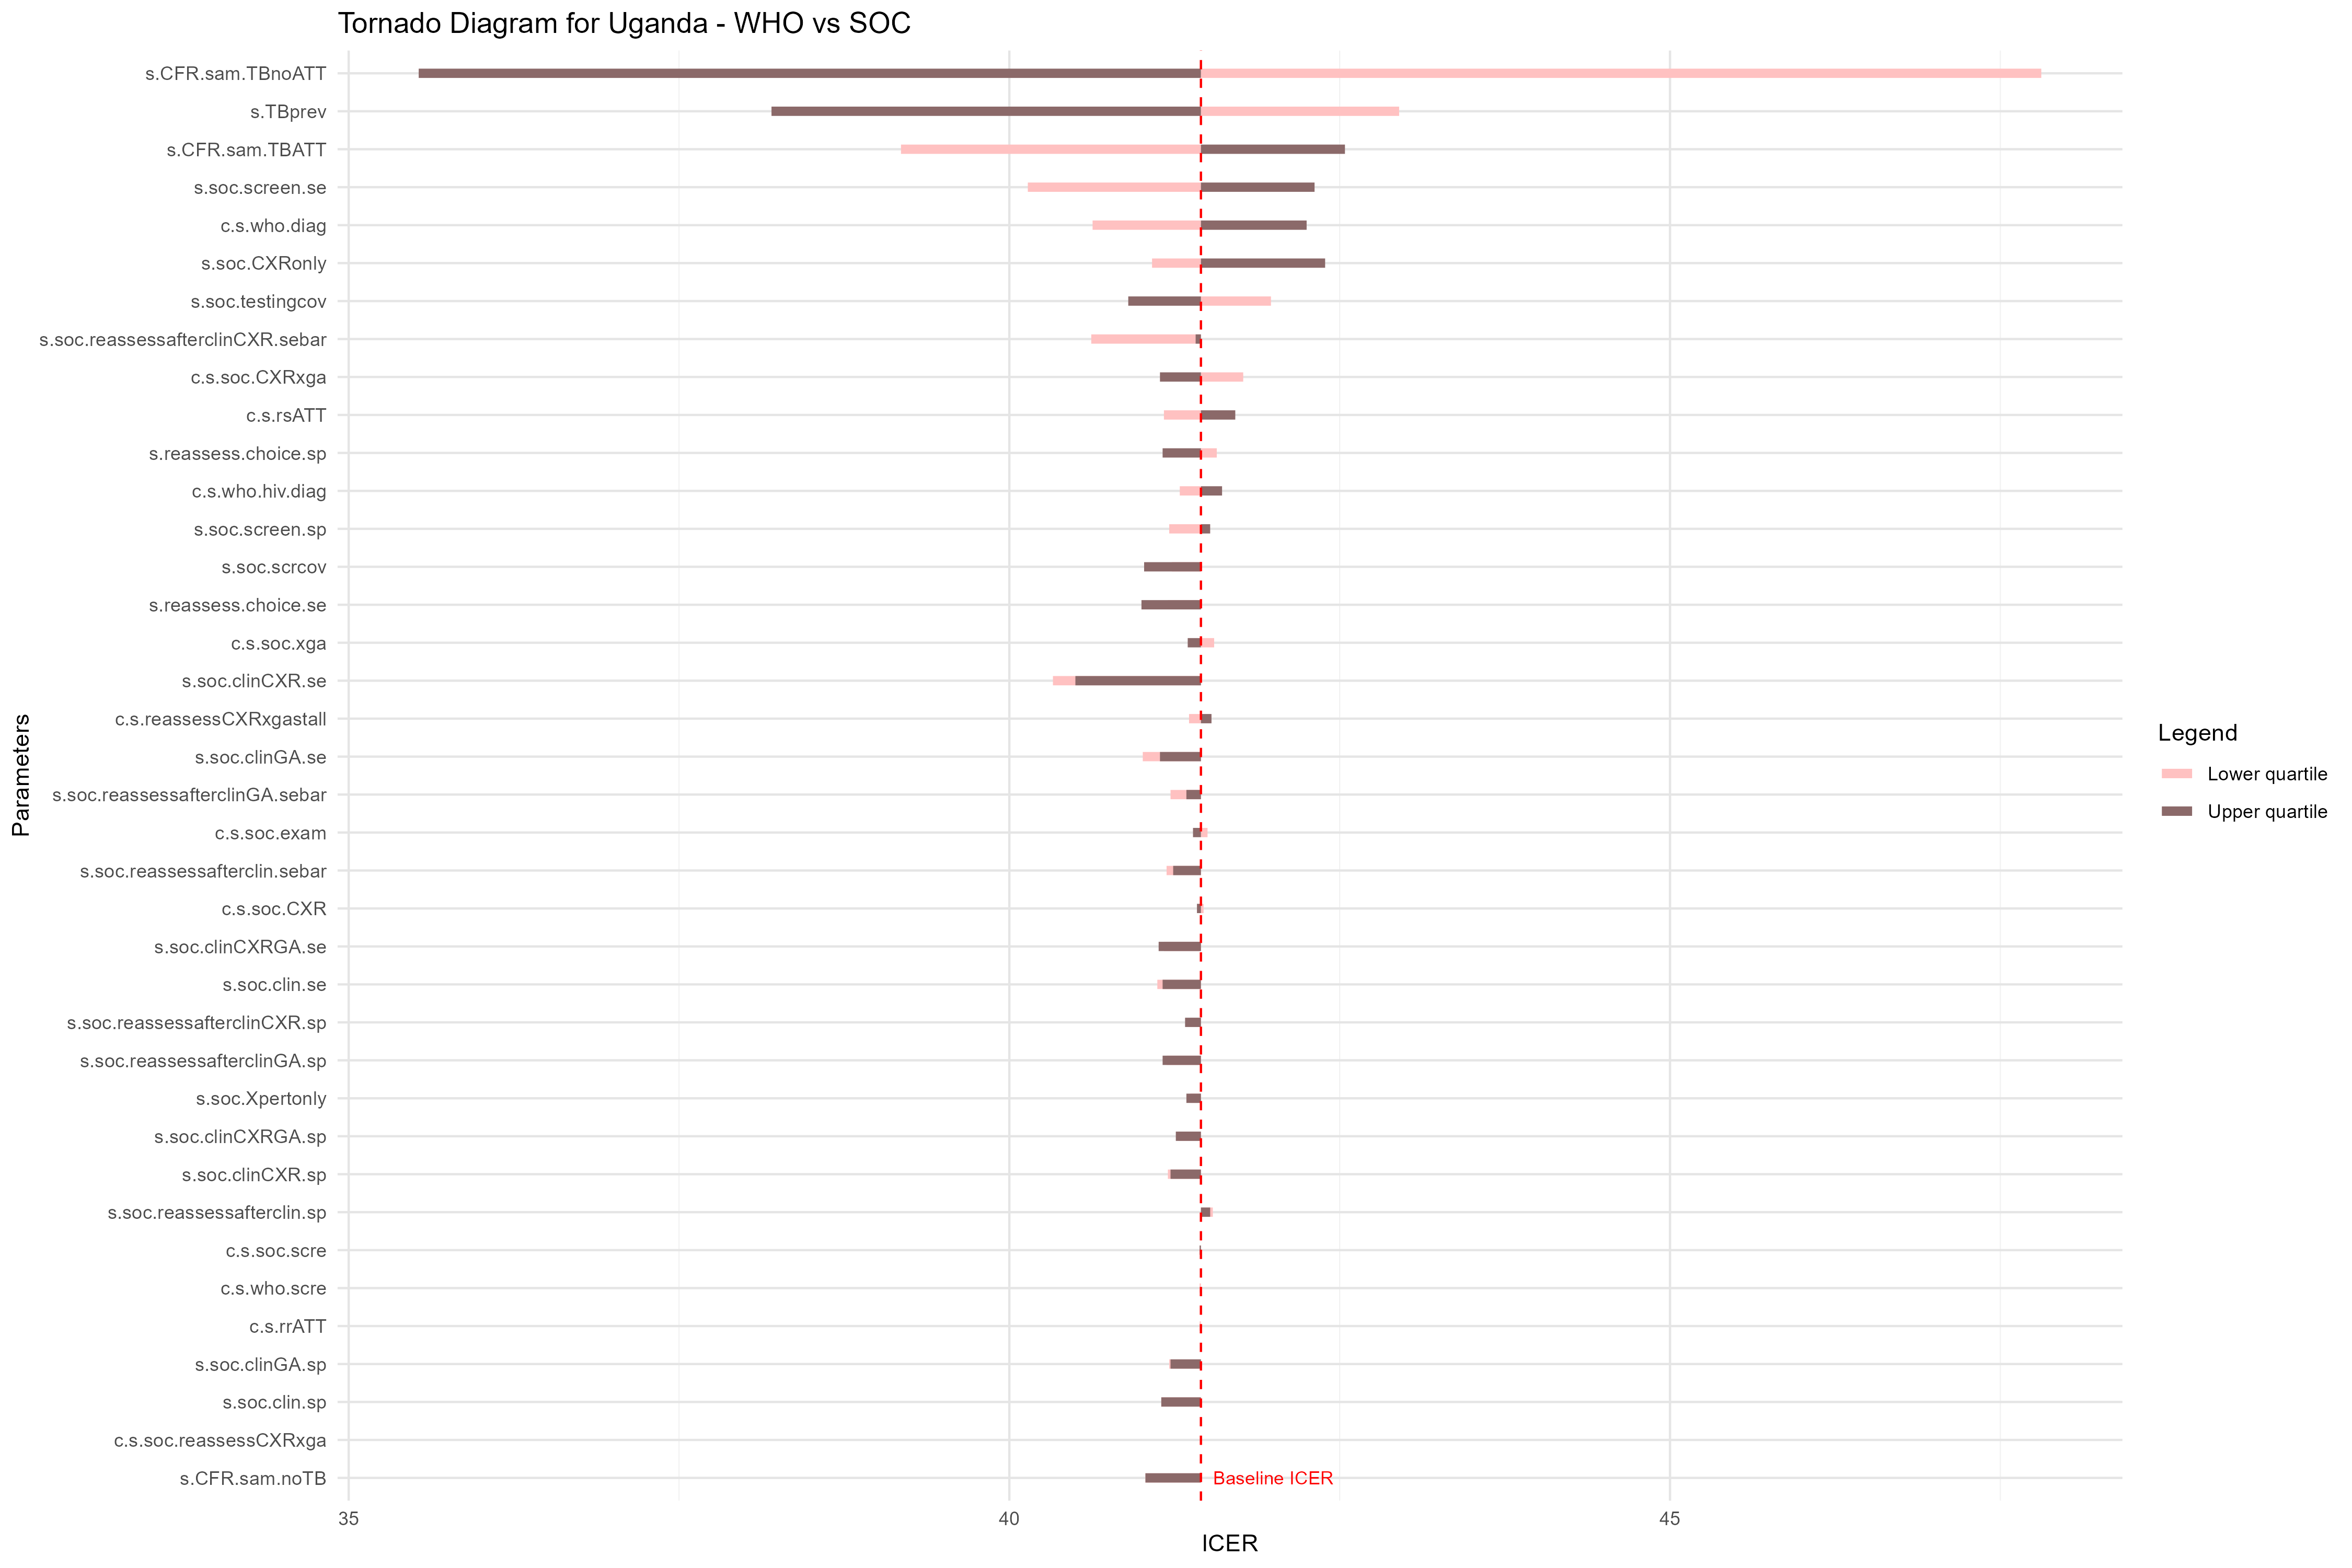 Tornado Diagram for Uganda - WHO vs SOC
s.CFR.sam.TBnoATT
s.TBprev
s.CFR.sam.TBATT
s.soc.screen.se
c.s.who.diag
s.soc.CXRonly
s.soc.testingcov
s.soc.reassessafterclinCXR.sebar
c.s.soc.CXRxga
c.s.rsATT
s.reassess.choice.sp
c.s.who.hiv.diag
s.soc.screen.sp
s.soc.scrcov
s.reassess.choice.se
c.s.soc.xga
s.soc.clinCXR.se
c.s.reassessCXRxgastall
s.soc.clinGA.se
s.soc.reassessafterclinGA.sebar
c.s.soc.exam
s.soc.reassessafterclin.sebar
c.s.soc.CXR
s.soc.clinCXRGA.se
s.soc.clin.se
s.soc.reassessafterclinCXR.sp
s.soc.reassessafterclinGA.sp
s.soc.Xpertonly
s.soc.clinCXRGA.sp
s.soc.clinCXR.sp
s.soc.reassessafterclin.sp
c.s.soc.scre
c.s.who.scre
c.s.rrATT
s.soc.clinGA.sp
s.soc.clin.sp
c.s.soc.reassessCXRxga
s.CFR.sam.noTB
Baseline ICER
35 40 45
ICER
Parameters
Legend
Lower quartile
Upper quartile